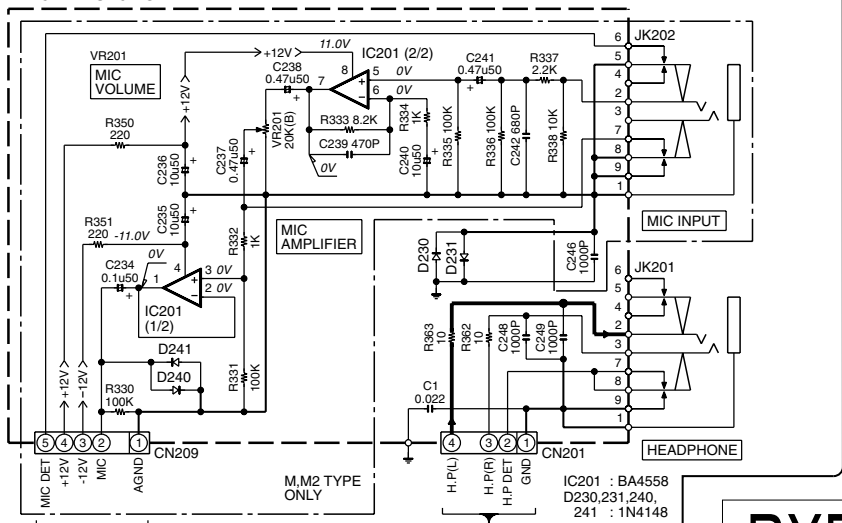 VR201
MIC
VOLUME
+12V
11.0V
IC201 (2/2)
C238
0.47u50
+
7
8
5
0V
6
0V
C241
0.47u50
+
R337
2.2K
6
JK202
5
4
2
3
7
8
9
1
+12V
R350
220
C236
10u50
+
C237
0.47u50
+
VR201
20K(B)
R333 8.2K
C239 470P
0V
R334
1K
C240
10u50
+
R335 100K
R336 100K
C242 680P
R338 10K
MIC INPUT
C235
10u50
+
R351
220
-11.0V
MIC
AMPLIFIER
R332
1K
0V
C234
0.1u50
+
1
4
3
0V
2
0V
IC201
(1/2)
D230
D231
C246
1000P
JK201
6
5
4
2
3
7
8
9
1
D241
D240
R330
100K
R331
100K
R363
10
R362
10
C248
1000P
C249
1000P
C1
0.022
+12V
-12V
5
4
3
2
1
CN209
MIC DET
+12V
-12V
MIC
AGND
M,M2 TYPE
ONLY
4
3
2
1
CN201
H.P(L)
H.P(R)
H.P DET
GND
HEADPHONE
IC201 : BA4558
D230,231,240,
241 : 1N4148